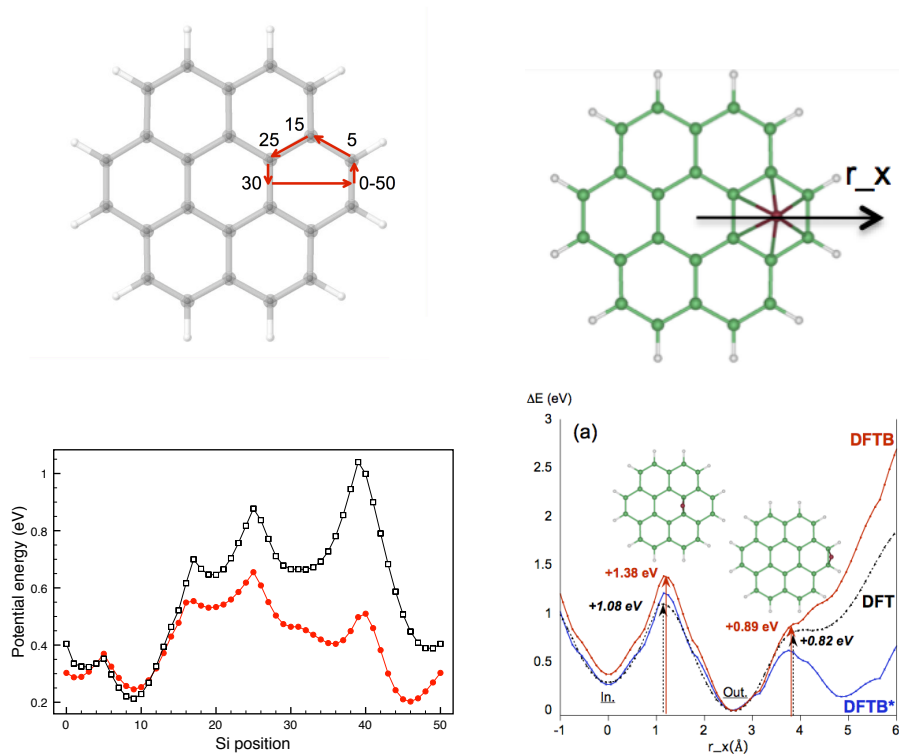 15
25
5
30
0-50
r_x
Potential energy (eV)
1
0.8
0.6
0.4
0.2
0
10
20
30
40
50
Si position
ΔE (eV)
3
2.5
2
1.5
1
0.5
0
(a)
DFTB
+1.38 eV
+1.08 eV
DFT
+0.89 eV
+0.82 eV
In.
Out.
DFTB*
-1
0
1
2
3
4
5
6
r_x(Å)